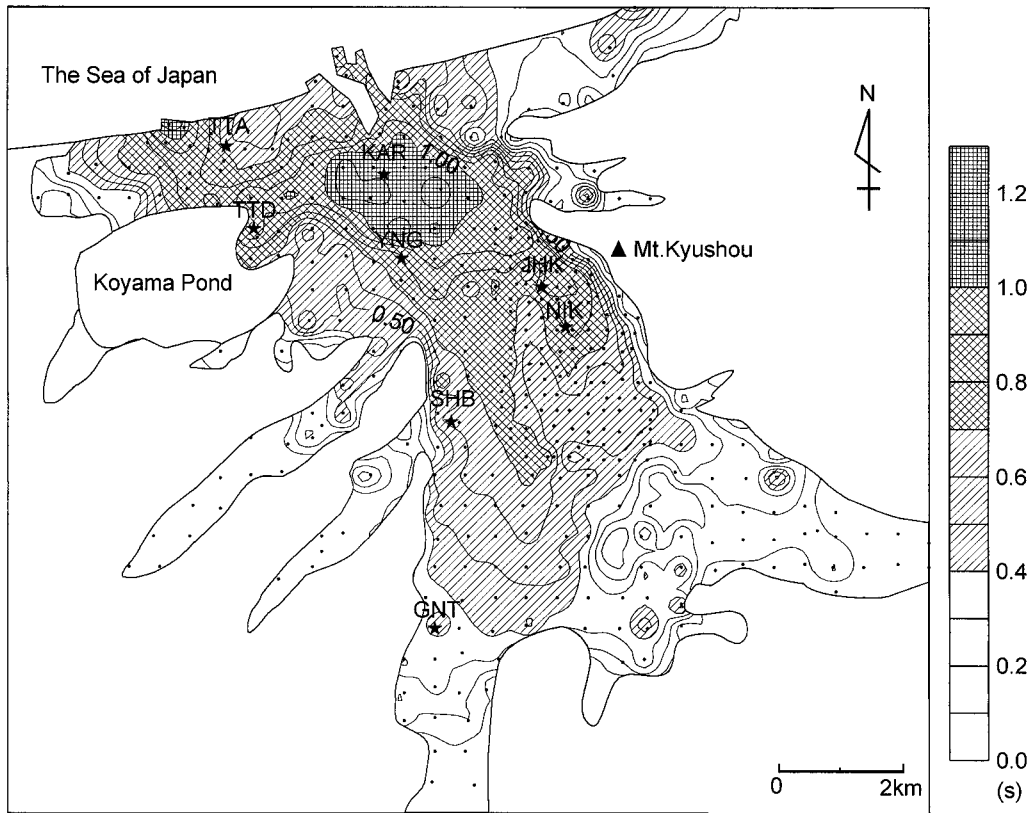 The Sea of Japan
TTA
KAR
1.00
N
TTD
YNG
Mt.Kyushou
JHK
Koyama Pond
NIK
0.50
SHB
GNT
0
2km
1.2
1.0
0.8
0.6
0.4
0.2
0.0
(s)